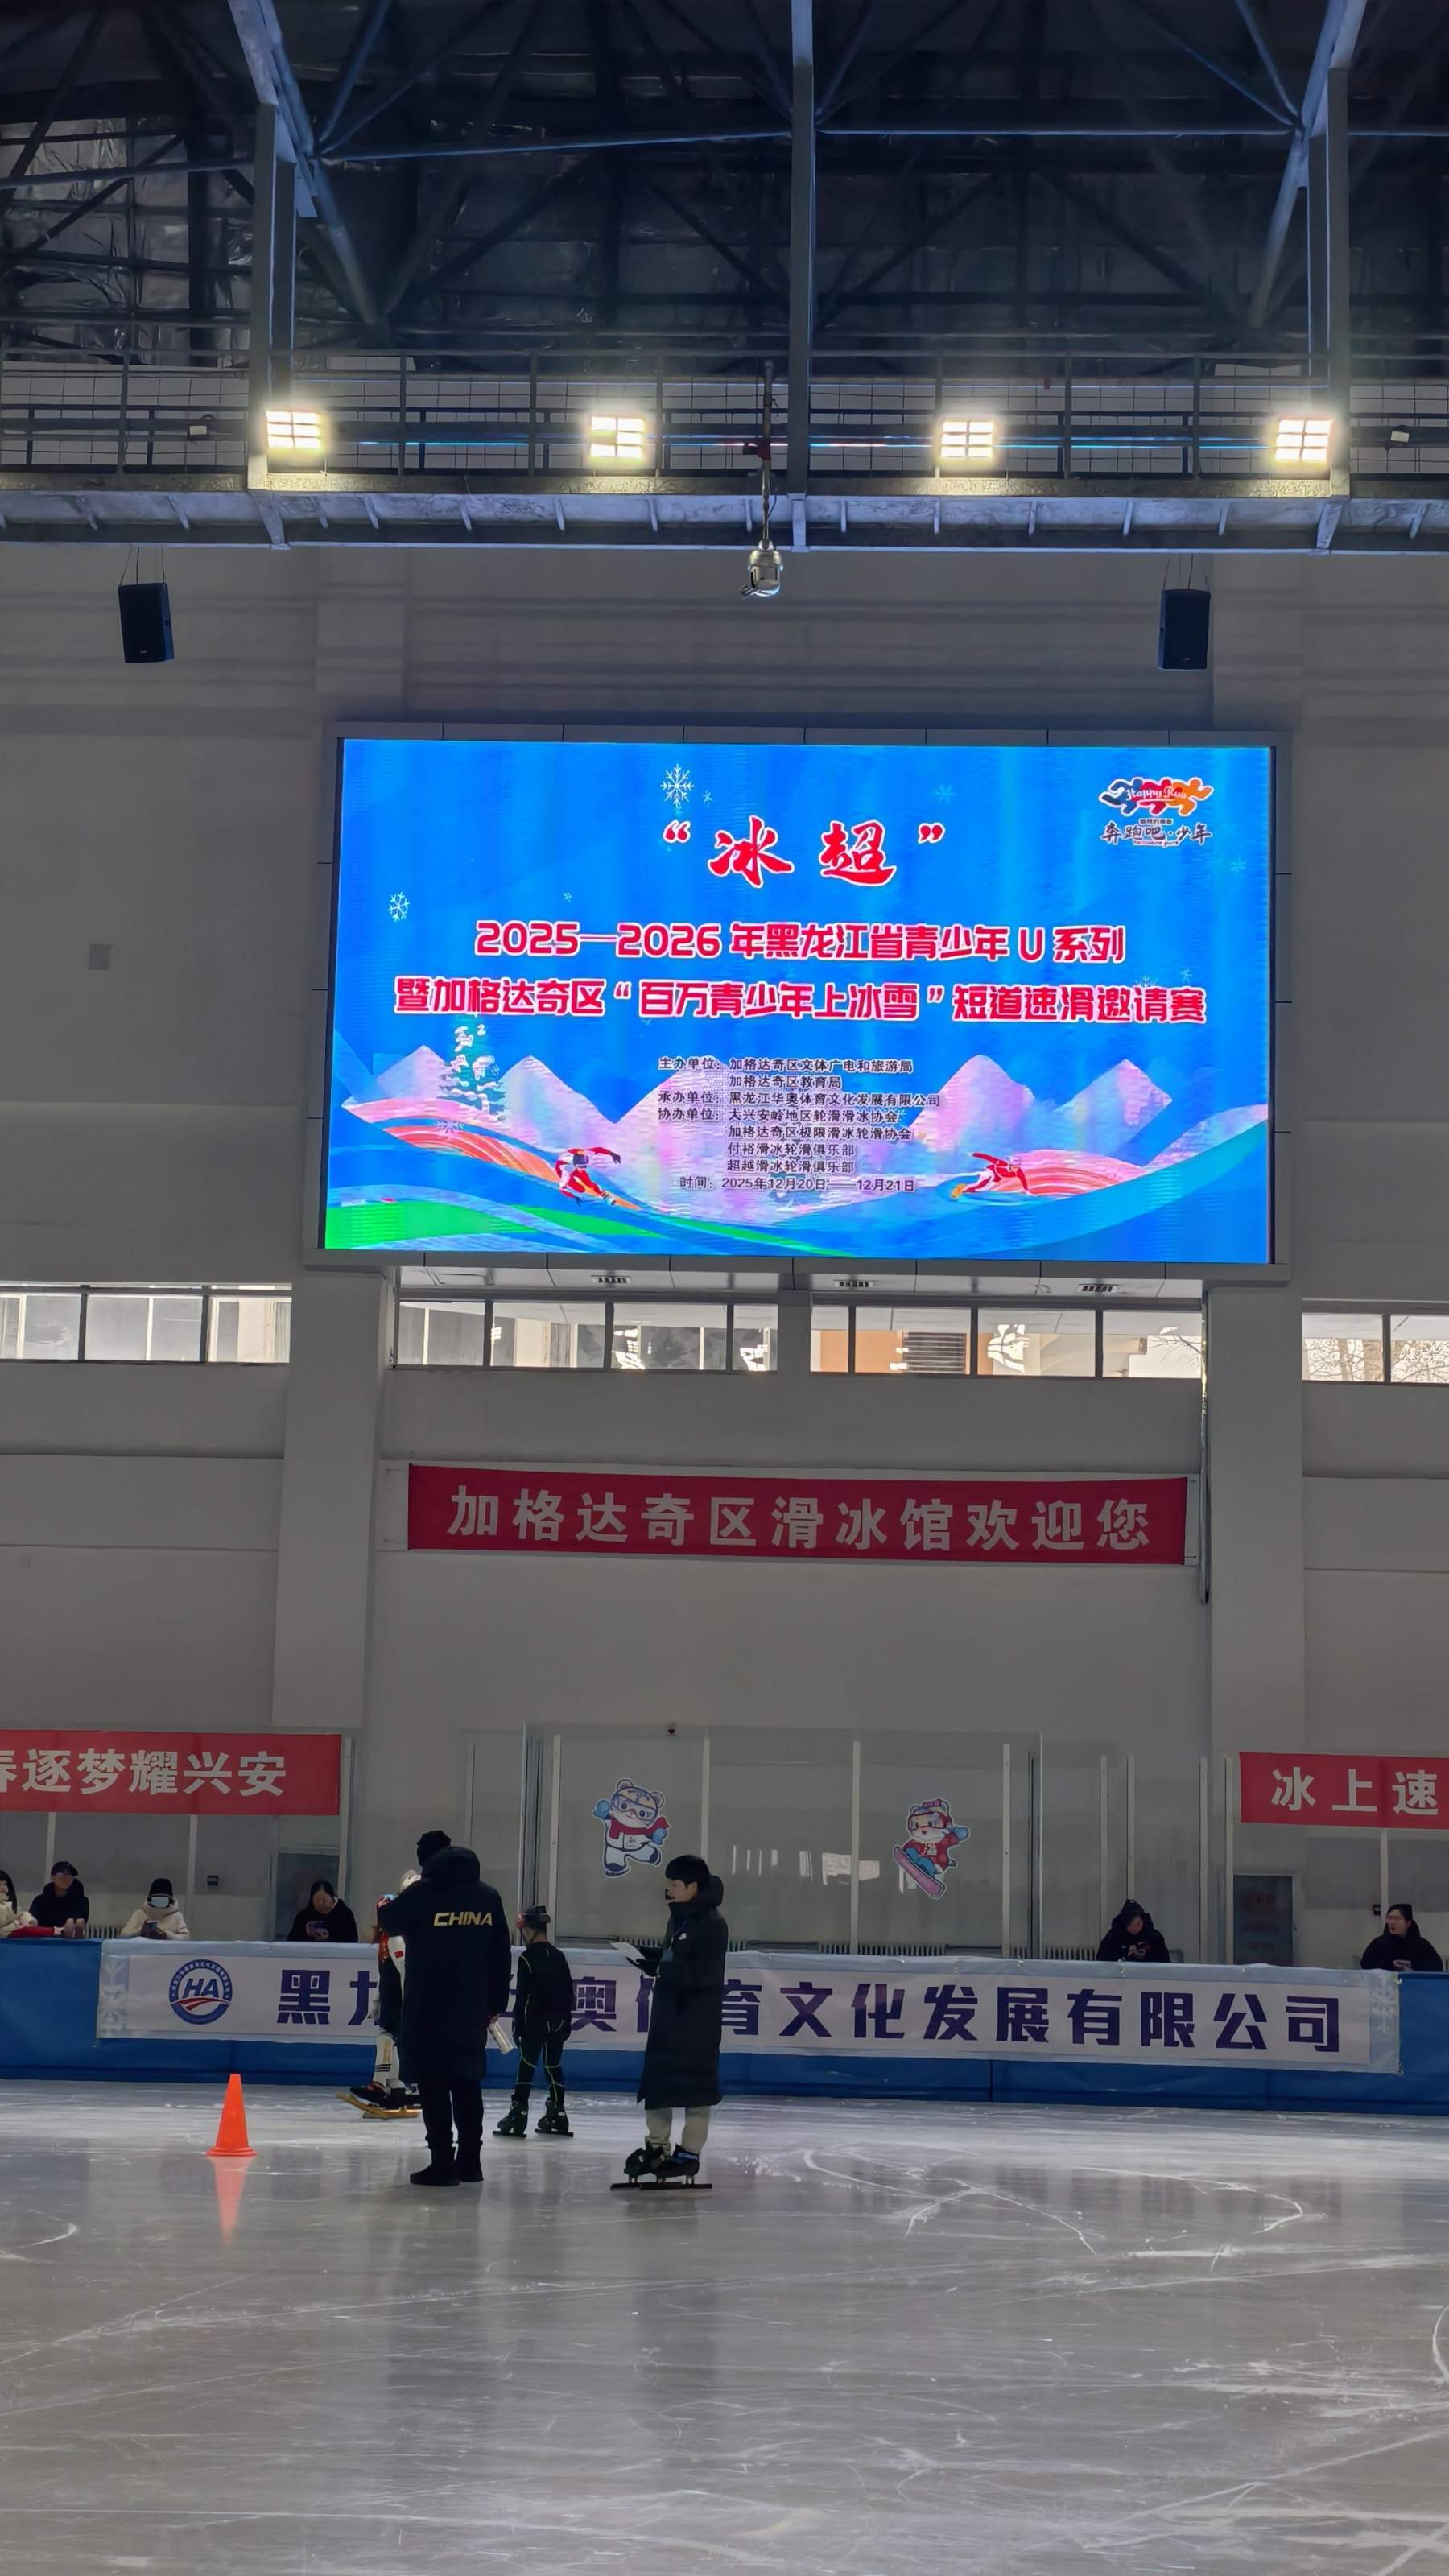 Happy Run
奔跑吧·少年
“冰 超”
2025—2026 年黑龙江省青少年 U 系列
暨加格达奇区“百万青少年上冰雪”短道速滑邀请赛
主办单位：加格达奇区文体广电和旅游局
加格达奇区教育局
承办单位：黑龙江华奥体育文化发展有限公司
协办单位：大兴安岭地区轮滑滑冰协会
加格达奇区极限滑冰轮滑协会
付裕滑冰轮滑俱乐部
超越滑冰轮滑俱乐部
时间：2025年12月20日——12月21日
加格达奇区滑冰馆欢迎您
逐梦耀兴安
冰上速
CHINA
HA
黑龙 奥体育文化发展有限公司